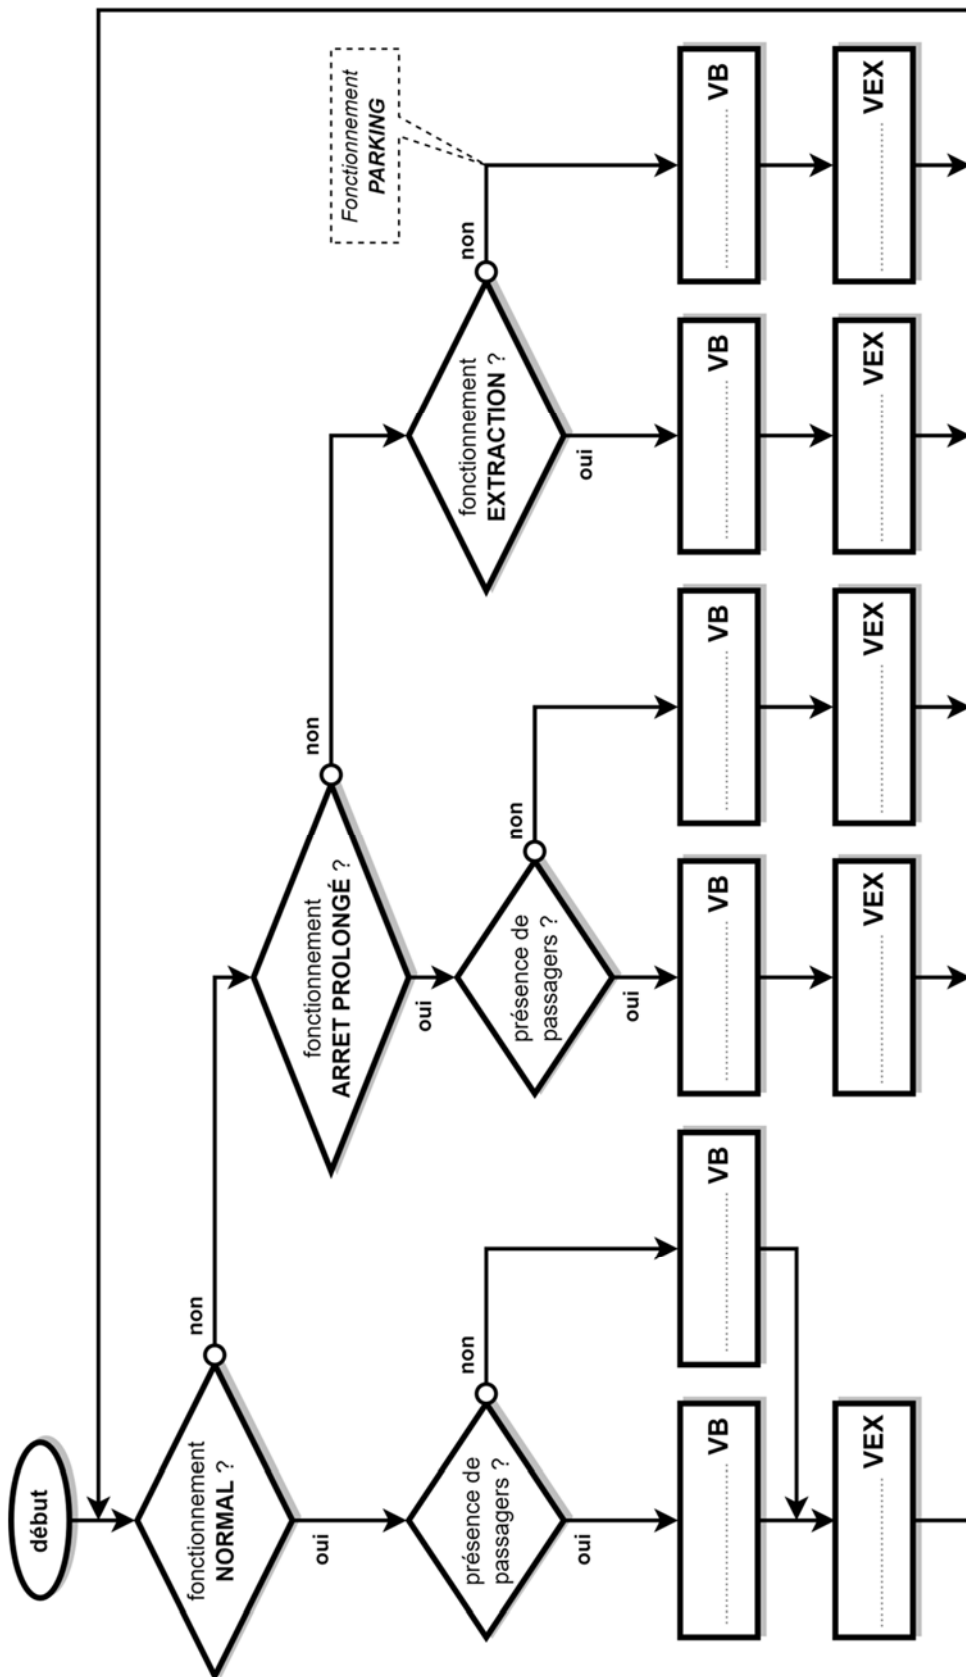 début
fonctionnement
NORMAL ?
non
oui
fonctionnement
ARRET PROLONGÉ ?
non
oui
Fonctionnement
PARKING
fonctionnement
EXTRACTION ?
non
oui
présence de
passagers ?
non
oui
présence de
passagers ?
non
oui
VB
VB
VB
VB
VB
VB
VEX
VEX
VEX
VEX
VEX